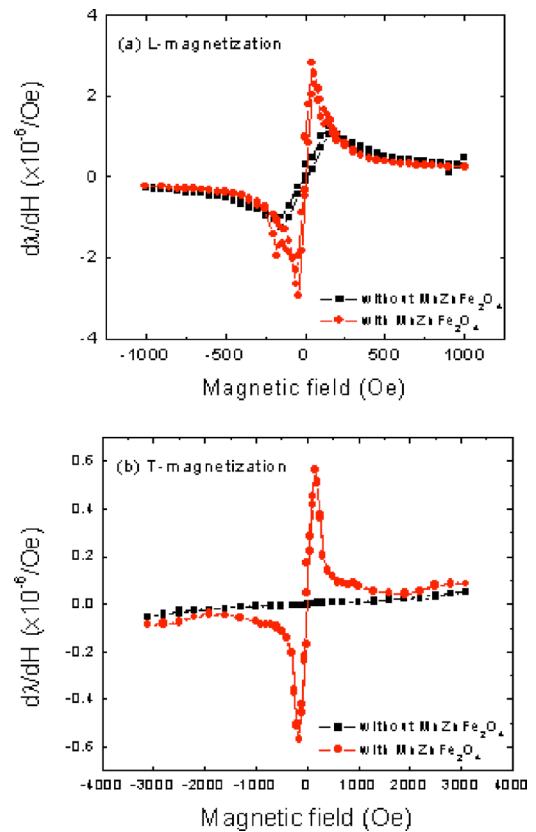 (a) L-magnetization
4
2
0
-2
-4
dλ/dH (×10⁻⁶/Oe)
without MnZnFe₂O₄
with MnZnFe₂O₄
-1000 -500 0 500 1000
Magnetic field (Oe)
(b) T-magnetization
0.6
0.4
0.2
0.0
-0.2
-0.4
-0.6
dλ/dH (×10⁻⁶/Oe)
without MnZnFe₂O₄
with MnZnFe₂O₄
-4000 -3000 -2000 -1000 0 1000 2000 3000 4000
Magnetic field (Oe)